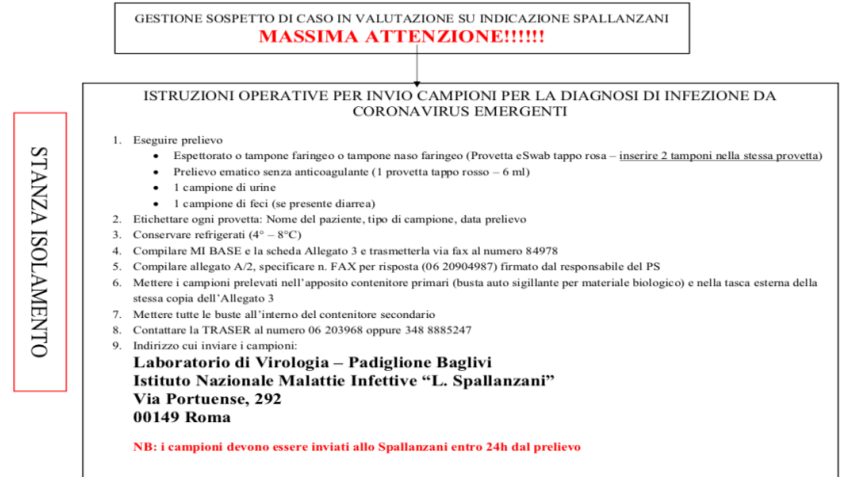 GESTIONE SOSPETTO DI CASO IN VALUTAZIONE SU INDICAZIONE SPALLANZANI
MASSIMA ATTENZIONE!!!!!!
STANZA ISOLAMENTO
ISTRUZIONI OPERATIVE PER INVIO CAMPIONI PER LA DIAGNOSI DI INFEZIONE DA
CORONAVIRUS EMERGENTI
1. Eseguire prelievo
• Espettorato o tampone faringeo o tampone naso faringeo (Provetta eSwab tappo rosa – inserire 2 tamponi nella stessa provetta)
• Prelievo ematico senza anticoagulante (1 provetta tappo rosso – 6 ml)
• 1 campione di urine
• 1 campione di feci (se presente diarrea)
2. Etichettare ogni provetta: Nome del paziente, tipo di campione, data prelievo
3. Conservare refrigerati (4° – 8°C)
4. Compilare MI BASE e la scheda Allegato 3 e trasmetterla via fax al numero 84978
5. Compilare allegato A/2, specificare n. FAX per risposta (06 20904987) firmato dal responsabile del PS
6. Mettere i campioni prelevati nell'apposito contenitore primari (busta auto sigillante per materiale biologico) e nella tasca esterna della
stessa copia dell'Allegato 3
7. Mettere tutte le buste all'interno del contenitore secondario
8. Contattare la TRASER al numero 06 203968 oppure 348 8885247
9. Indirizzo cui inviare i campioni:
Laboratorio di Virologia – Padiglione Baglivi
Istituto Nazionale Malattie Infettive “L. Spallanzani”
Via Portuense, 292
00149 Roma
NB: i campioni devono essere inviati allo Spallanzani entro 24h dal prelievo